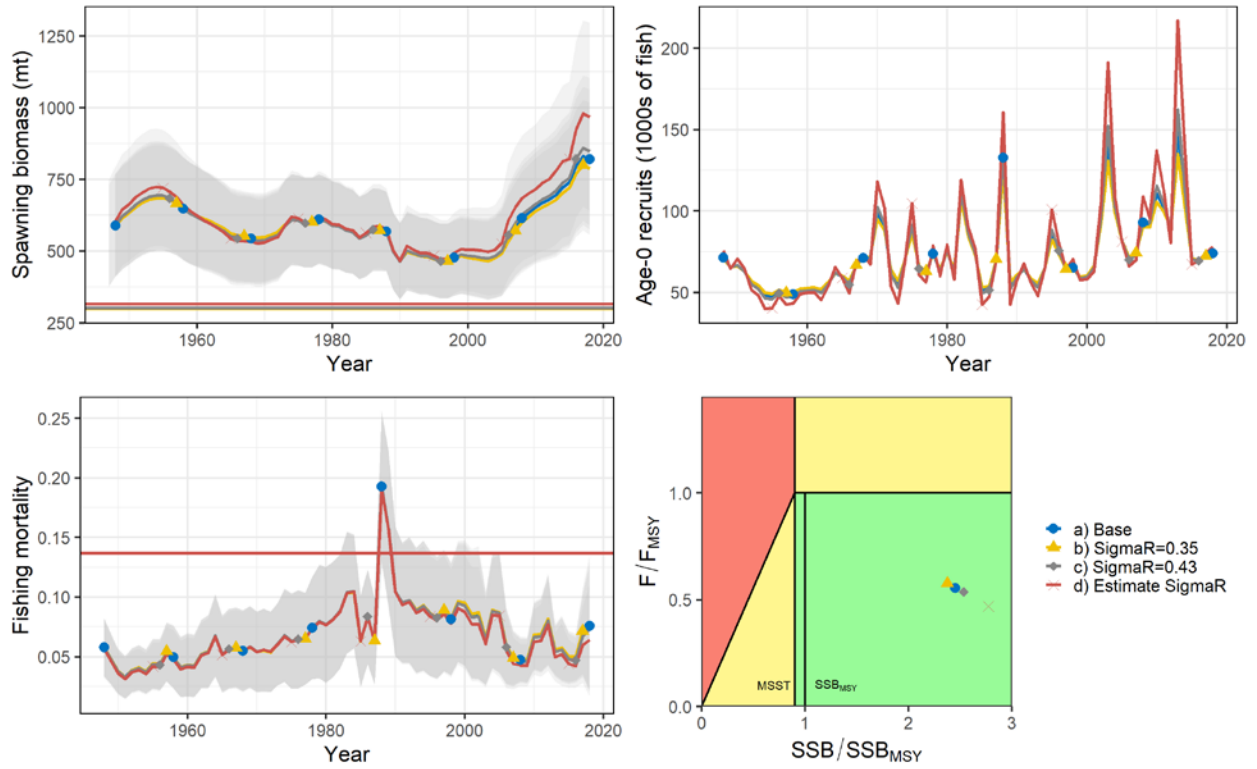 Spawning biomass (mt)
1250
1000
750
500
250
1960
1980
2000
2020
Year
Age-0 recruits (1000s of fish)
200
150
100
50
1960
1980
2000
2020
Year
Fishing mortality
0.25
0.20
0.15
0.10
0.05
1960
1980
2000
2020
Year
F/F_MSY
1.0
0.5
0.0
MSST
SSB_MSY
0
1
2
3
SSB/SSB_MSY
a) Base
b) SigmaR=0.35
c) SigmaR=0.43
d) Estimate SigmaR